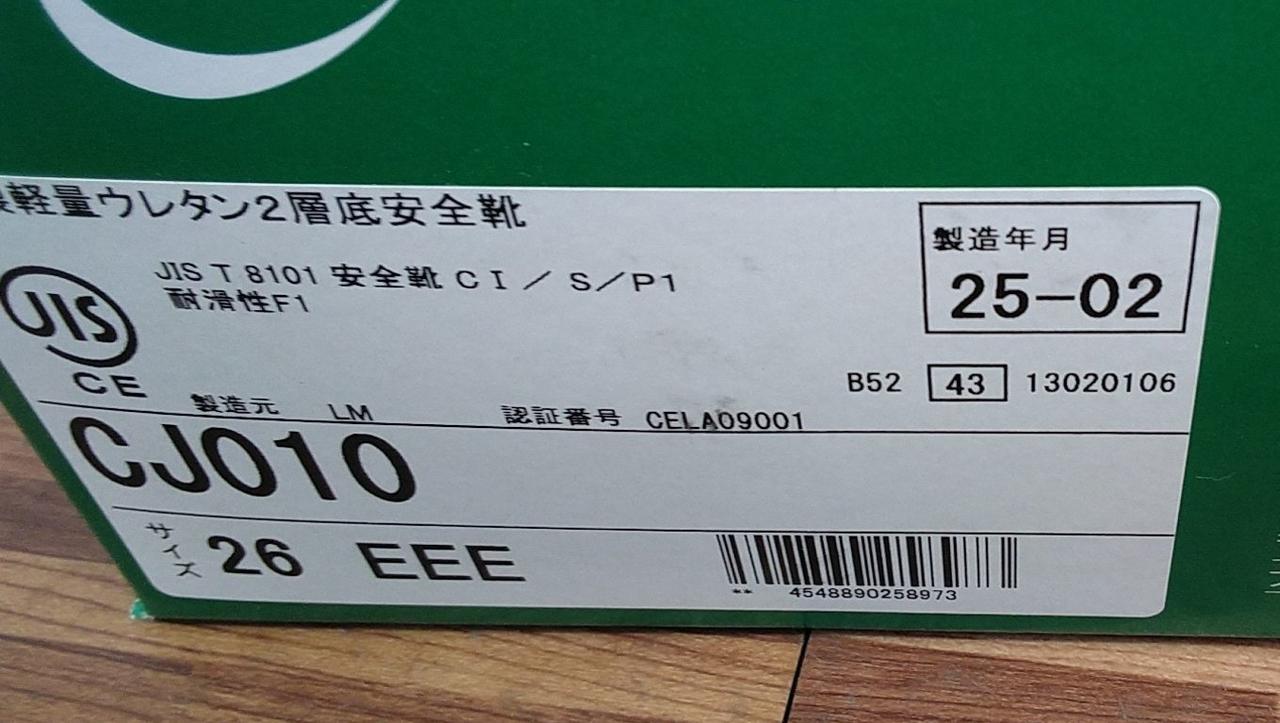 軽量ウレタン2層底安全靴
製造年月
25-02
JIS T 8101 安全靴 CI/S/P1
耐滑性F1
JIS
CE
B52 43 13020106
製造元 LM 認証番号 CELA09001
CJ010
サイズ 26 EEE
** 4548890258973